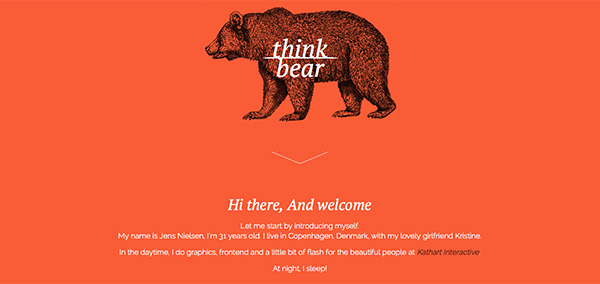 think
bear
Hi there, And welcome
Let me start by introducing myself.
My name is Jens Nielsen, I'm 31 years old. I live in Copenhagen, Denmark, with my lovely girlfriend Kristine.
In the daytime, I do graphics, frontend and a little bit of flash for the beautiful people at Kathart Interactive
At night, I sleep!